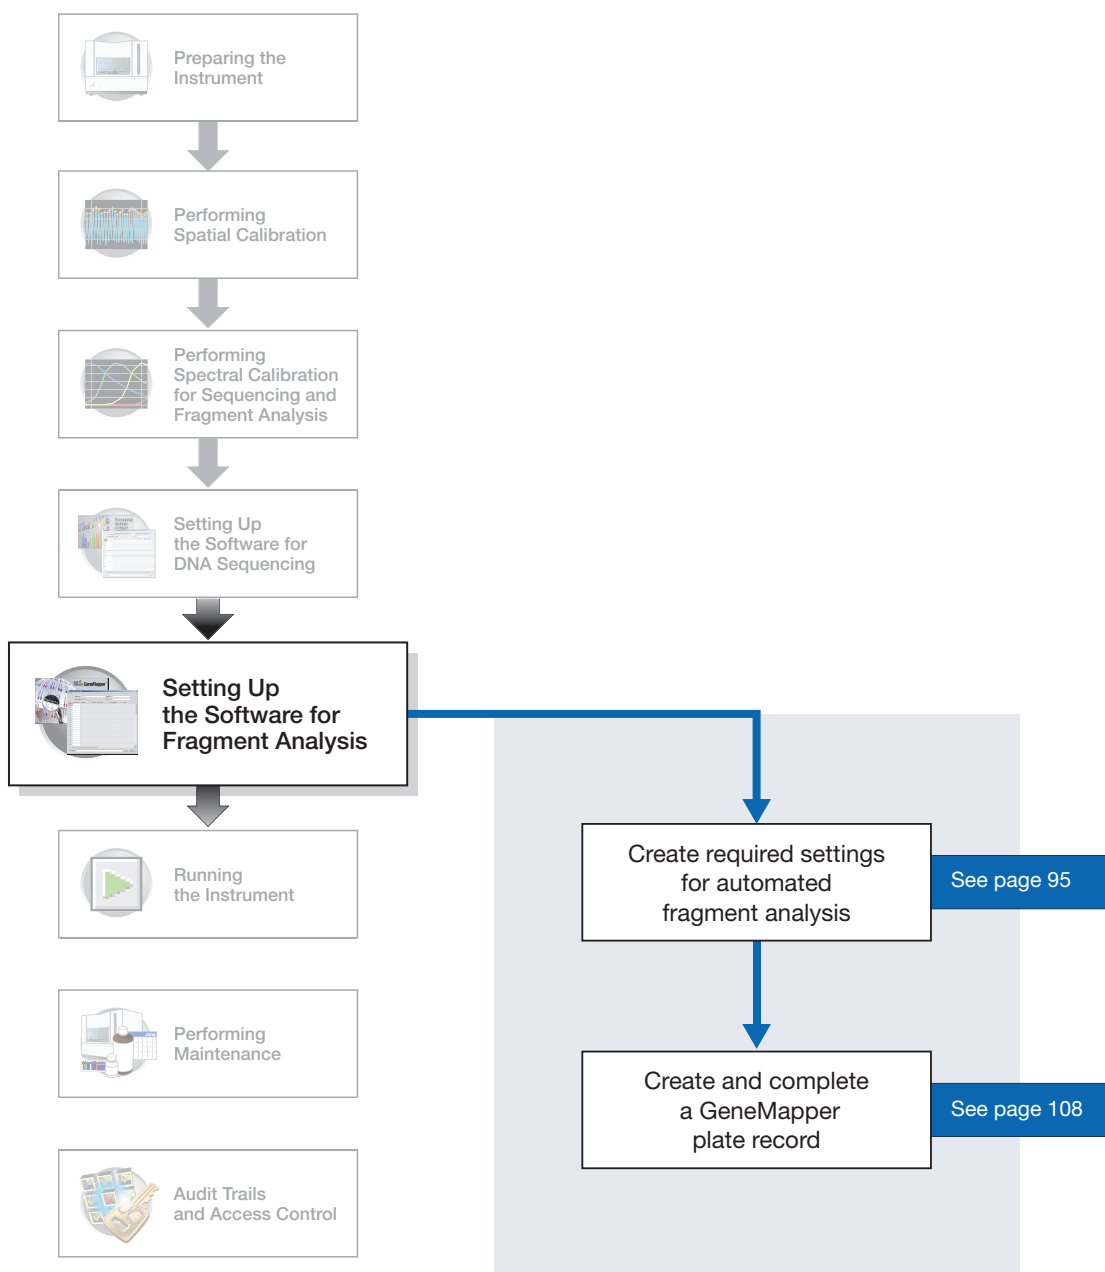 Preparing the
Instrument
Performing
Spatial Calibration
Performing
Spectral Calibration
for Sequencing and
Fragment Analysis
Setting Up
the Software for
DNA Sequencing
GeneMapper
Setting Up
the Software for
Fragment Analysis
Create required settings
for automated
fragment analysis
See page 95
Running
the Instrument
Performing
Maintenance
Create and complete
a GeneMapper
plate record
See page 108
Audit Trails
and Access Control